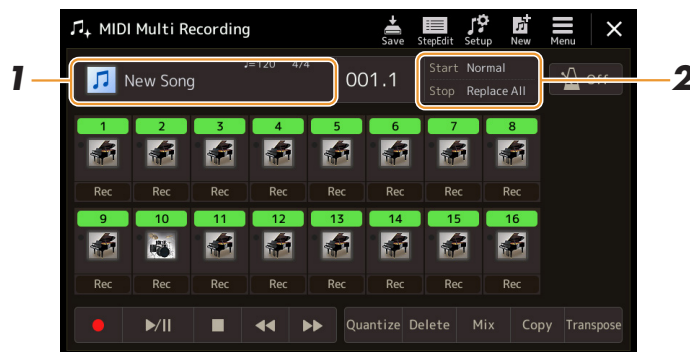 MIDI Multi Recording
Save StepEdit Setup New Menu
1
New Song
♩=120 4/4
001.1
Start Normal
Stop Replace All
Off
2
1 2 3 4 5 6 7 8
Rec Rec Rec Rec Rec Rec Rec Rec
9 10 11 12 13 14 15 16
Rec Rec Rec Rec Rec Rec Rec Rec
Quantize Delete Mix Copy Transpose